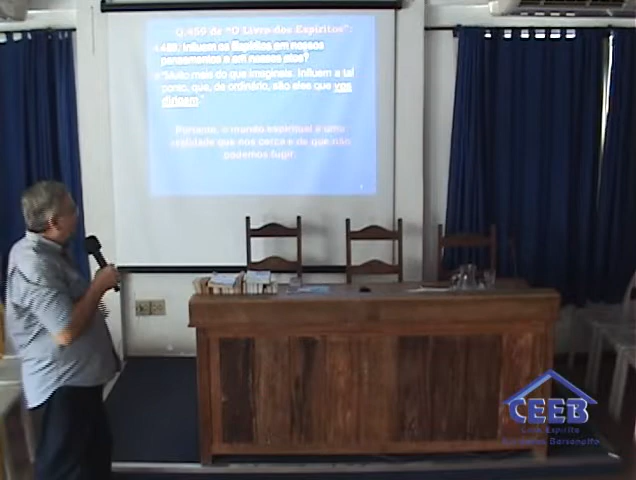 Q.459 de "O Livro dos Espíritos":
459. Influem os Espíritos em nossos
pensamentos e em nossos atos?
"Muito mais do que imaginais. Influem a tal
ponto, que, de ordinário, são eles que vos
dirigem."
Portanto, o mundo espiritual é uma
realidade que nos cerca e de que não
podemos fugir.
CEEB
Espírita